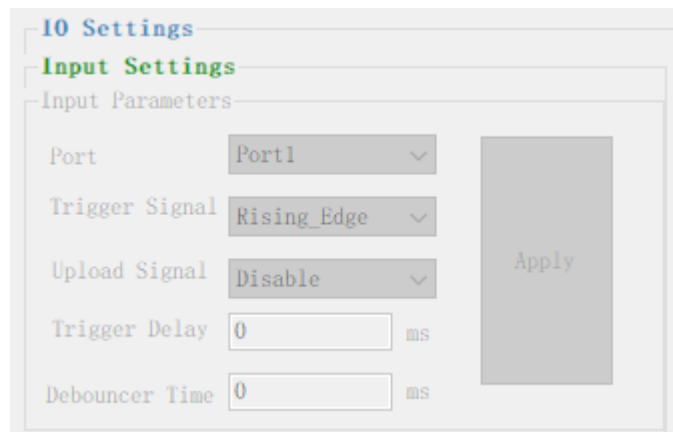 IO Settings
Input Settings
Input Parameters
Port Port1
Trigger Signal Rising_Edge
Upload Signal Disable
Apply
Trigger Delay 0 ms
Debouncer Time 0 ms